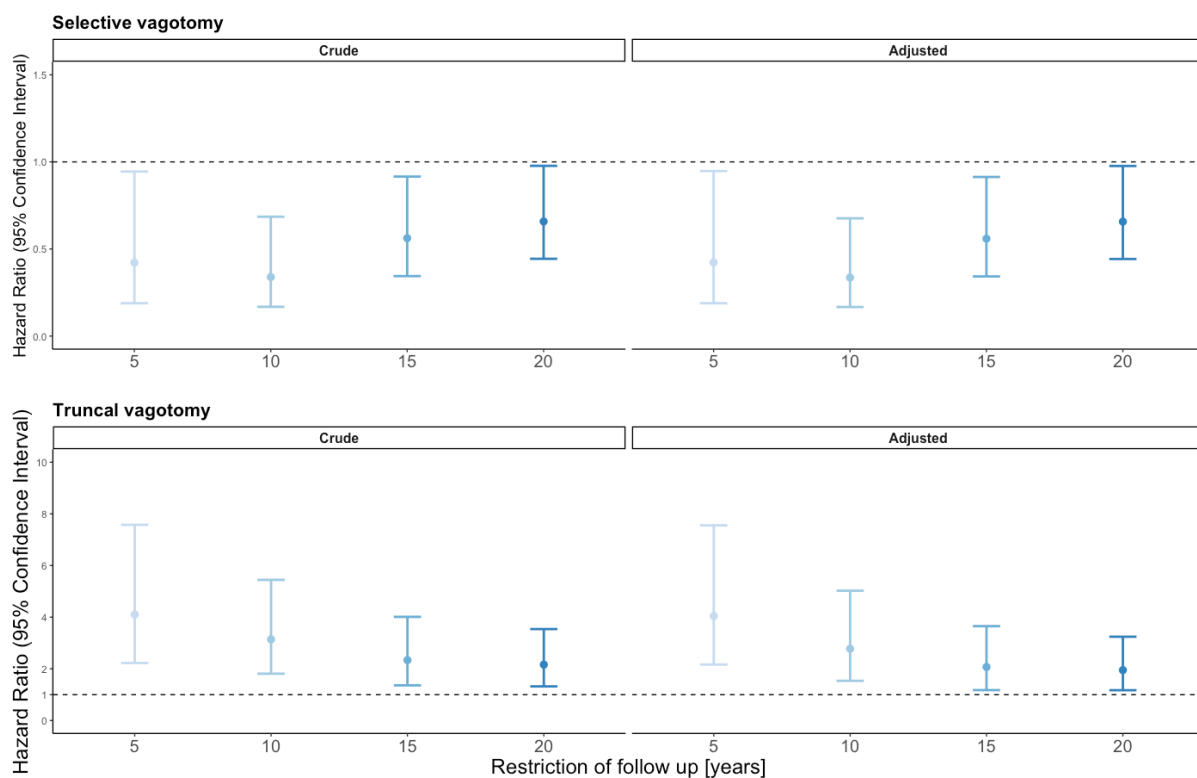 Selective vagotomy
Crude
Adjusted
Hazard Ratio (95% Confidence Interval)
1.5
1.0
0.5
0.0
5 10 15 20 5 10 15 20
Truncal vagotomy
Crude
Adjusted
Hazard Ratio (95% Confidence Interval)
10
8
6
4
2
1
0
5 10 15 20 5 10 15 20
Restriction of follow up [years]